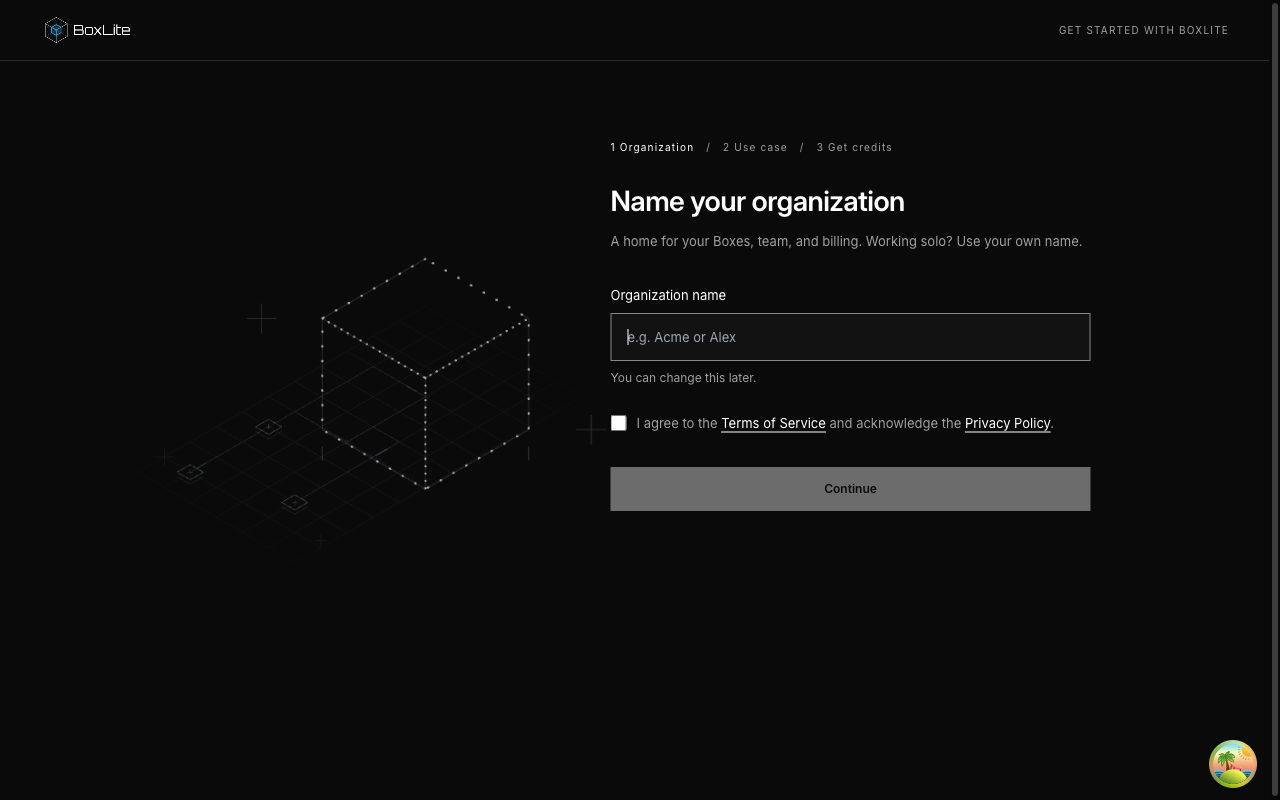 BoxLite
GET STARTED WITH BOXLITE
1 Organization / 2 Use case / 3 Get credits
Name your organization
A home for your Boxes, team, and billing. Working solo? Use your own name.
Organization name
e.g. Acme or Alex
You can change this later.
I agree to the Terms of Service and acknowledge the Privacy Policy.
Continue